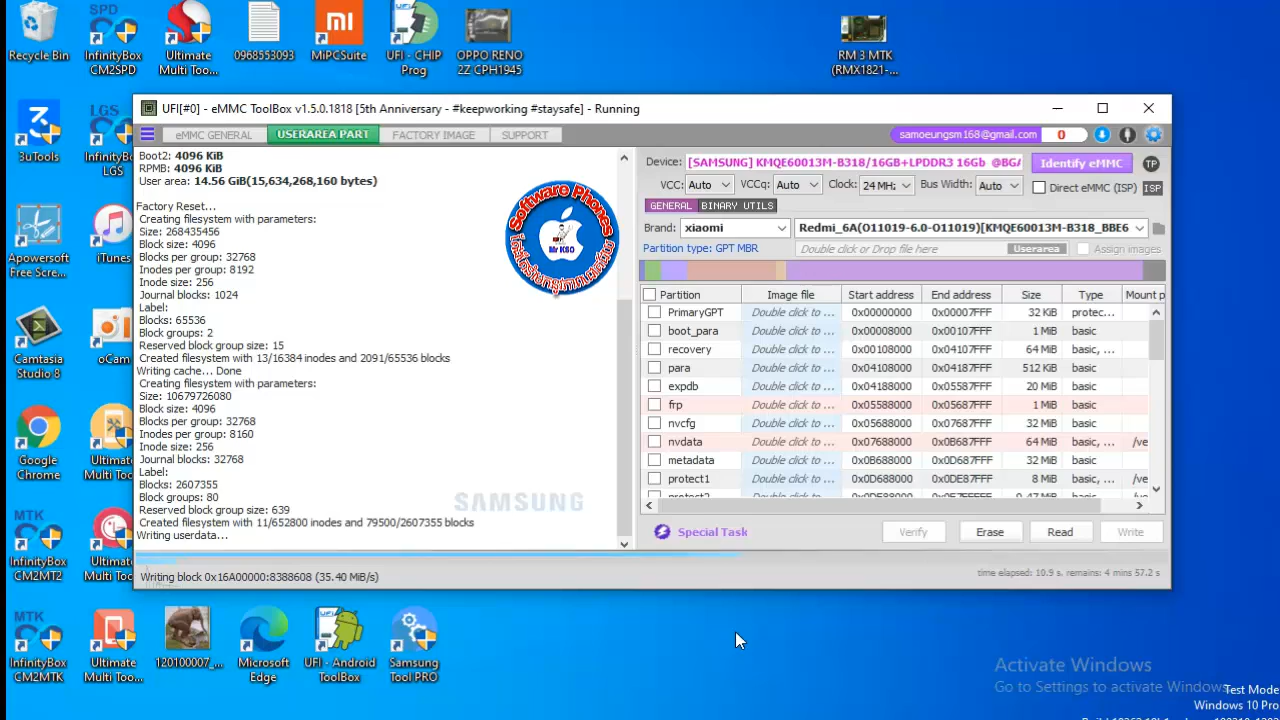 Recycle Bin
SPD
InfinityBox
CM2SPD
Ultimate
Multi Too...
0968553093
MiPCSuite
UFI - CHIP
Prog
OPPO RENO
2Z CPH1945
RM 3 MTK
(RMX1821-...
3uTools
LGS
InfinityBo
LGS
Apowersoft
Free Scre...
iTunes
Camtasia
Studio 8
oCam
Google
Chrome
Ultimate
Multi Too
MTK
InfinityBox
CM2MT2
Ultimate
Multi Too
MTK
InfinityBox
CM2MTK
Ultimate
Multi Too...
120100007_...
Microsoft
Edge
UFI - Android
ToolBox
Samsung
Tool PRO
UFI[#0] - eMMC ToolBox v1.5.0.1818 [5th Anniversary - #keepworking #staysafe] - Running
eMMC GENERAL USERAREA PART FACTORY IMAGE SUPPORT
samoeungsm168@gmail.com 0
Boot2: 4096 KiB
RPMB: 4096 KiB
User area: 14.56 GiB(15,634,268,160 bytes)
Factory Reset...
Creating filesystem with parameters:
Size: 268435456
Block size: 4096
Blocks per group: 32768
Inodes per group: 8192
Inode size: 256
Journal blocks: 1024
Label:
Blocks: 65536
Block groups: 2
Reserved block group size: 15
Created filesystem with 13/16384 inodes and 2091/65536 blocks
Writing cache... Done
Creating filesystem with parameters:
Size: 10679726080
Block size: 4096
Blocks per group: 32768
Inodes per group: 8160
Inode size: 256
Journal blocks: 32768
Label:
Blocks: 2607355
Block groups: 80
Reserved block group size: 639
Created filesystem with 11/652800 inodes and 79500/2607355 blocks
Writing userdata...
Software Phones
Mr KSO
SAMSUNG
Device: [SAMSUNG] KMQE60013M-B318/16GB+LPDDR3 16Gb @BGA Identify eMMC TP
VCC: Auto VCCq: Auto Clock: 24 MHz Bus Width: Auto Direct eMMC (ISP) ISP
GENERAL BINARY UTILS
Brand: xiaomi Redmi_6A(O11019-6.0-O11019)[KMQE60013M-B318_BBE6
Partition type: GPT MBR Double click or Drop file here Userarea Assign images
Partition Image file Start address End address Size Type Mount p
PrimaryGPT Double click to ... 0x00000000 0x00007FFF 32 KiB protec...
boot_para Double click to ... 0x00008000 0x00107FFF 1 MiB basic
recovery Double click to ... 0x00108000 0x04107FFF 64 MiB basic, ...
para Double click to ... 0x04108000 0x04187FFF 512 KiB basic
expdb Double click to ... 0x04188000 0x05587FFF 20 MiB basic
frp Double click to ... 0x05588000 0x05687FFF 1 MiB basic
nvcfg Double click to ... 0x05688000 0x07687FFF 32 MiB basic
nvdata Double click to ... 0x07688000 0x0B687FFF 64 MiB basic, ... /ve
metadata Double click to ... 0x0B688000 0x0D687FFF 32 MiB basic
protect1 Double click to ... 0x0D688000 0x0DE87FFF 8 MiB basic /ve
Special Task Verify Erase Read Write
Writing block 0x16A00000:8388608 (35.40 MiB/s)
time elapsed: 10.9 s, remains: 4 mins 57.2 s
Activate Windows
Go to Settings to activate Windows
Test Mode
Windows 10 Pro